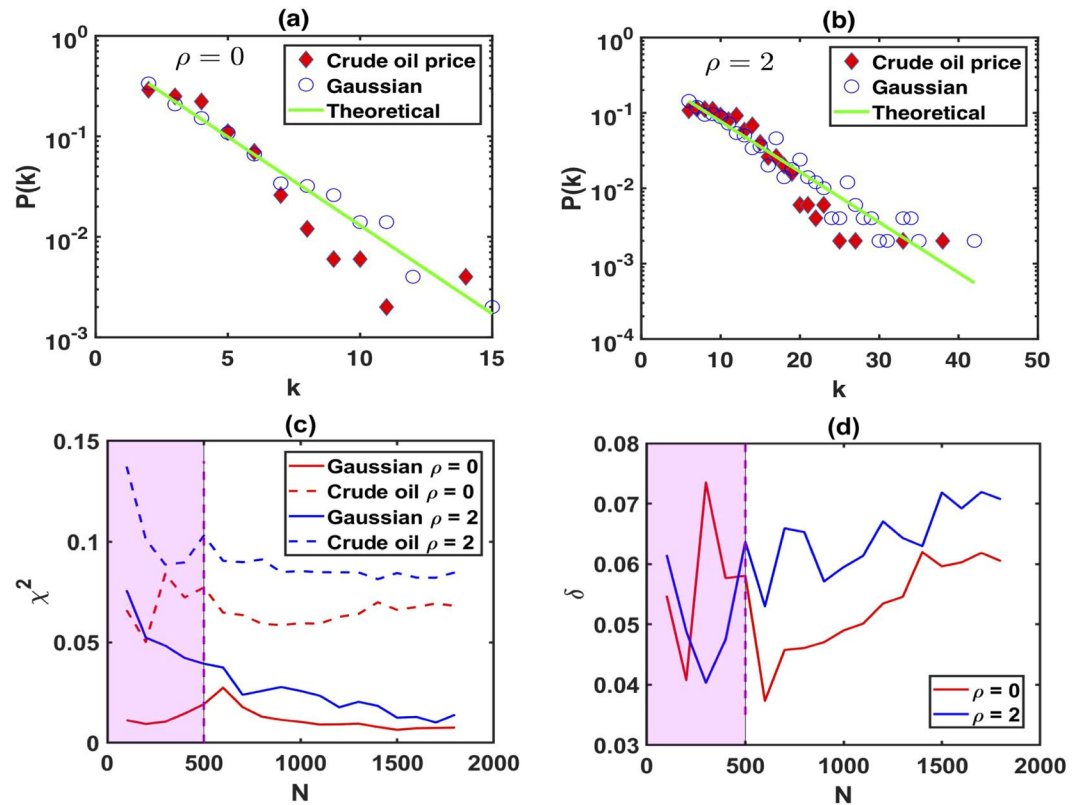 (a)
ρ = 0
Crude oil price
Gaussian
Theoretical
10^0
10^-1
10^-2
10^-3
P(k)
0 5 10 15
k
(b)
ρ = 2
Crude oil price
Gaussian
Theoretical
10^0
10^-1
10^-2
10^-3
10^-4
P(k)
0 10 20 30 40 50
k
(c)
Gaussian ρ = 0
Crude oil ρ = 0
Gaussian ρ = 2
Crude oil ρ = 2
0.15
0.1
0.05
0
χ^2
0 500 1000 1500 2000
N
(d)
0.08
0.07
0.06
0.05
0.04
0.03
δ
ρ = 0
ρ = 2
0 500 1000 1500 2000
N